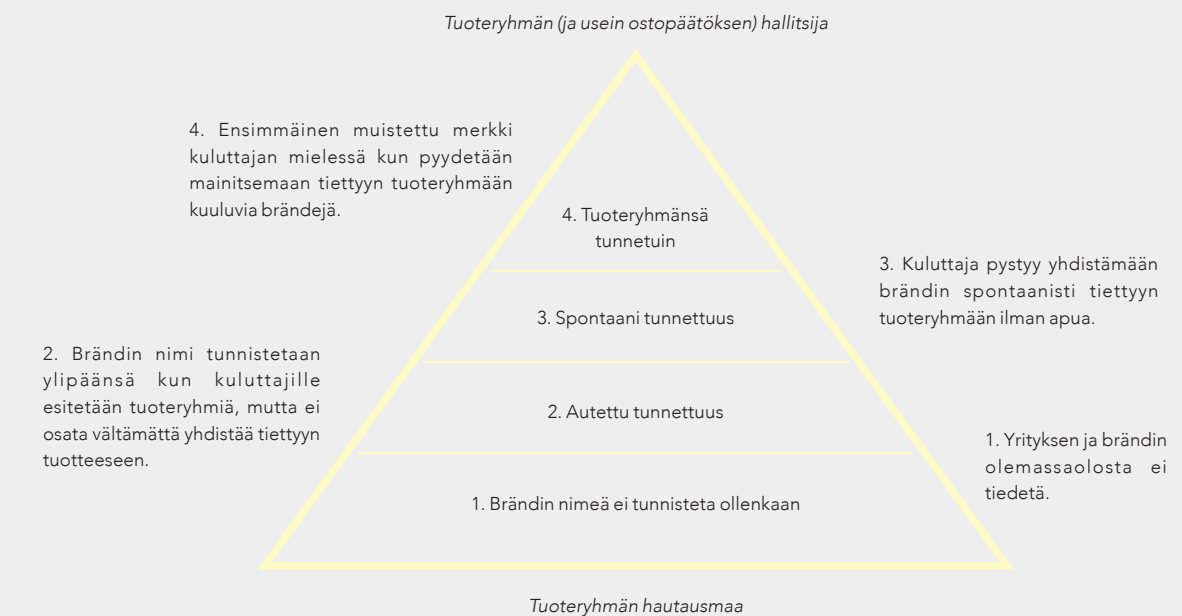 Tuoteryhmän (ja usein ostopäätöksen) hallitsija
4. Ensimmäinen muistettu merkki
kuluttajan mielessä kun pyydetään
mainitsemaan tiettyyn tuoteryhmään
kuuluvia brändejä.
4. Tuoteryhmänsä
tunnetuin
3. Kuluttaja pystyy yhdistämään
brändin spontaanisti tiettyyn
tuoteryhmään ilman apua.
3. Spontaani tunnettuus
2. Brändin nimi tunnistetaan
ylipäänsä kun kuluttajille
esitetään tuoteryhmiä, mutta ei
osata välttämättä yhdistää tiettyyn
tuotteeseen.
2. Autettu tunnettuus
1. Yrityksen ja brändin
olemassaolosta ei
tiedetä.
1. Brändin nimeä ei tunnisteta ollenkaan
Tuoteryhmän hautausmaa